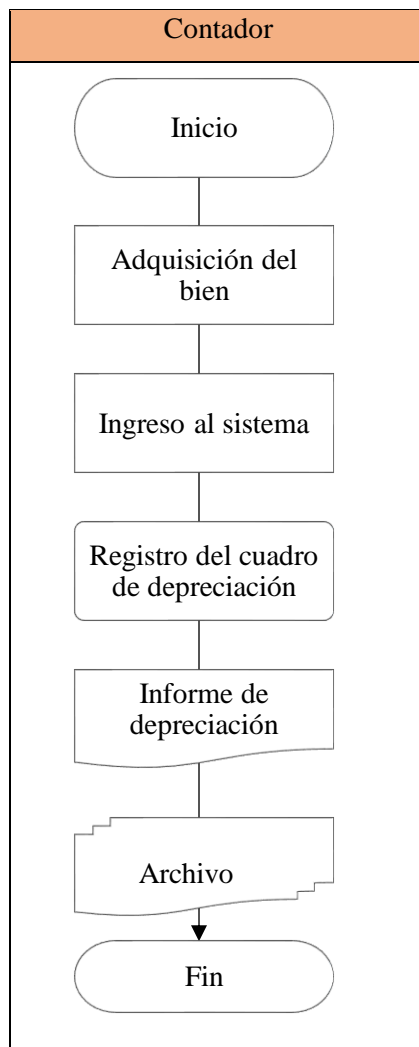 Contador
Inicio
Adquisición del
bien
Ingreso al sistema
Registro del cuadro
de depreciación
Informe de
depreciación
Archivo
Fin